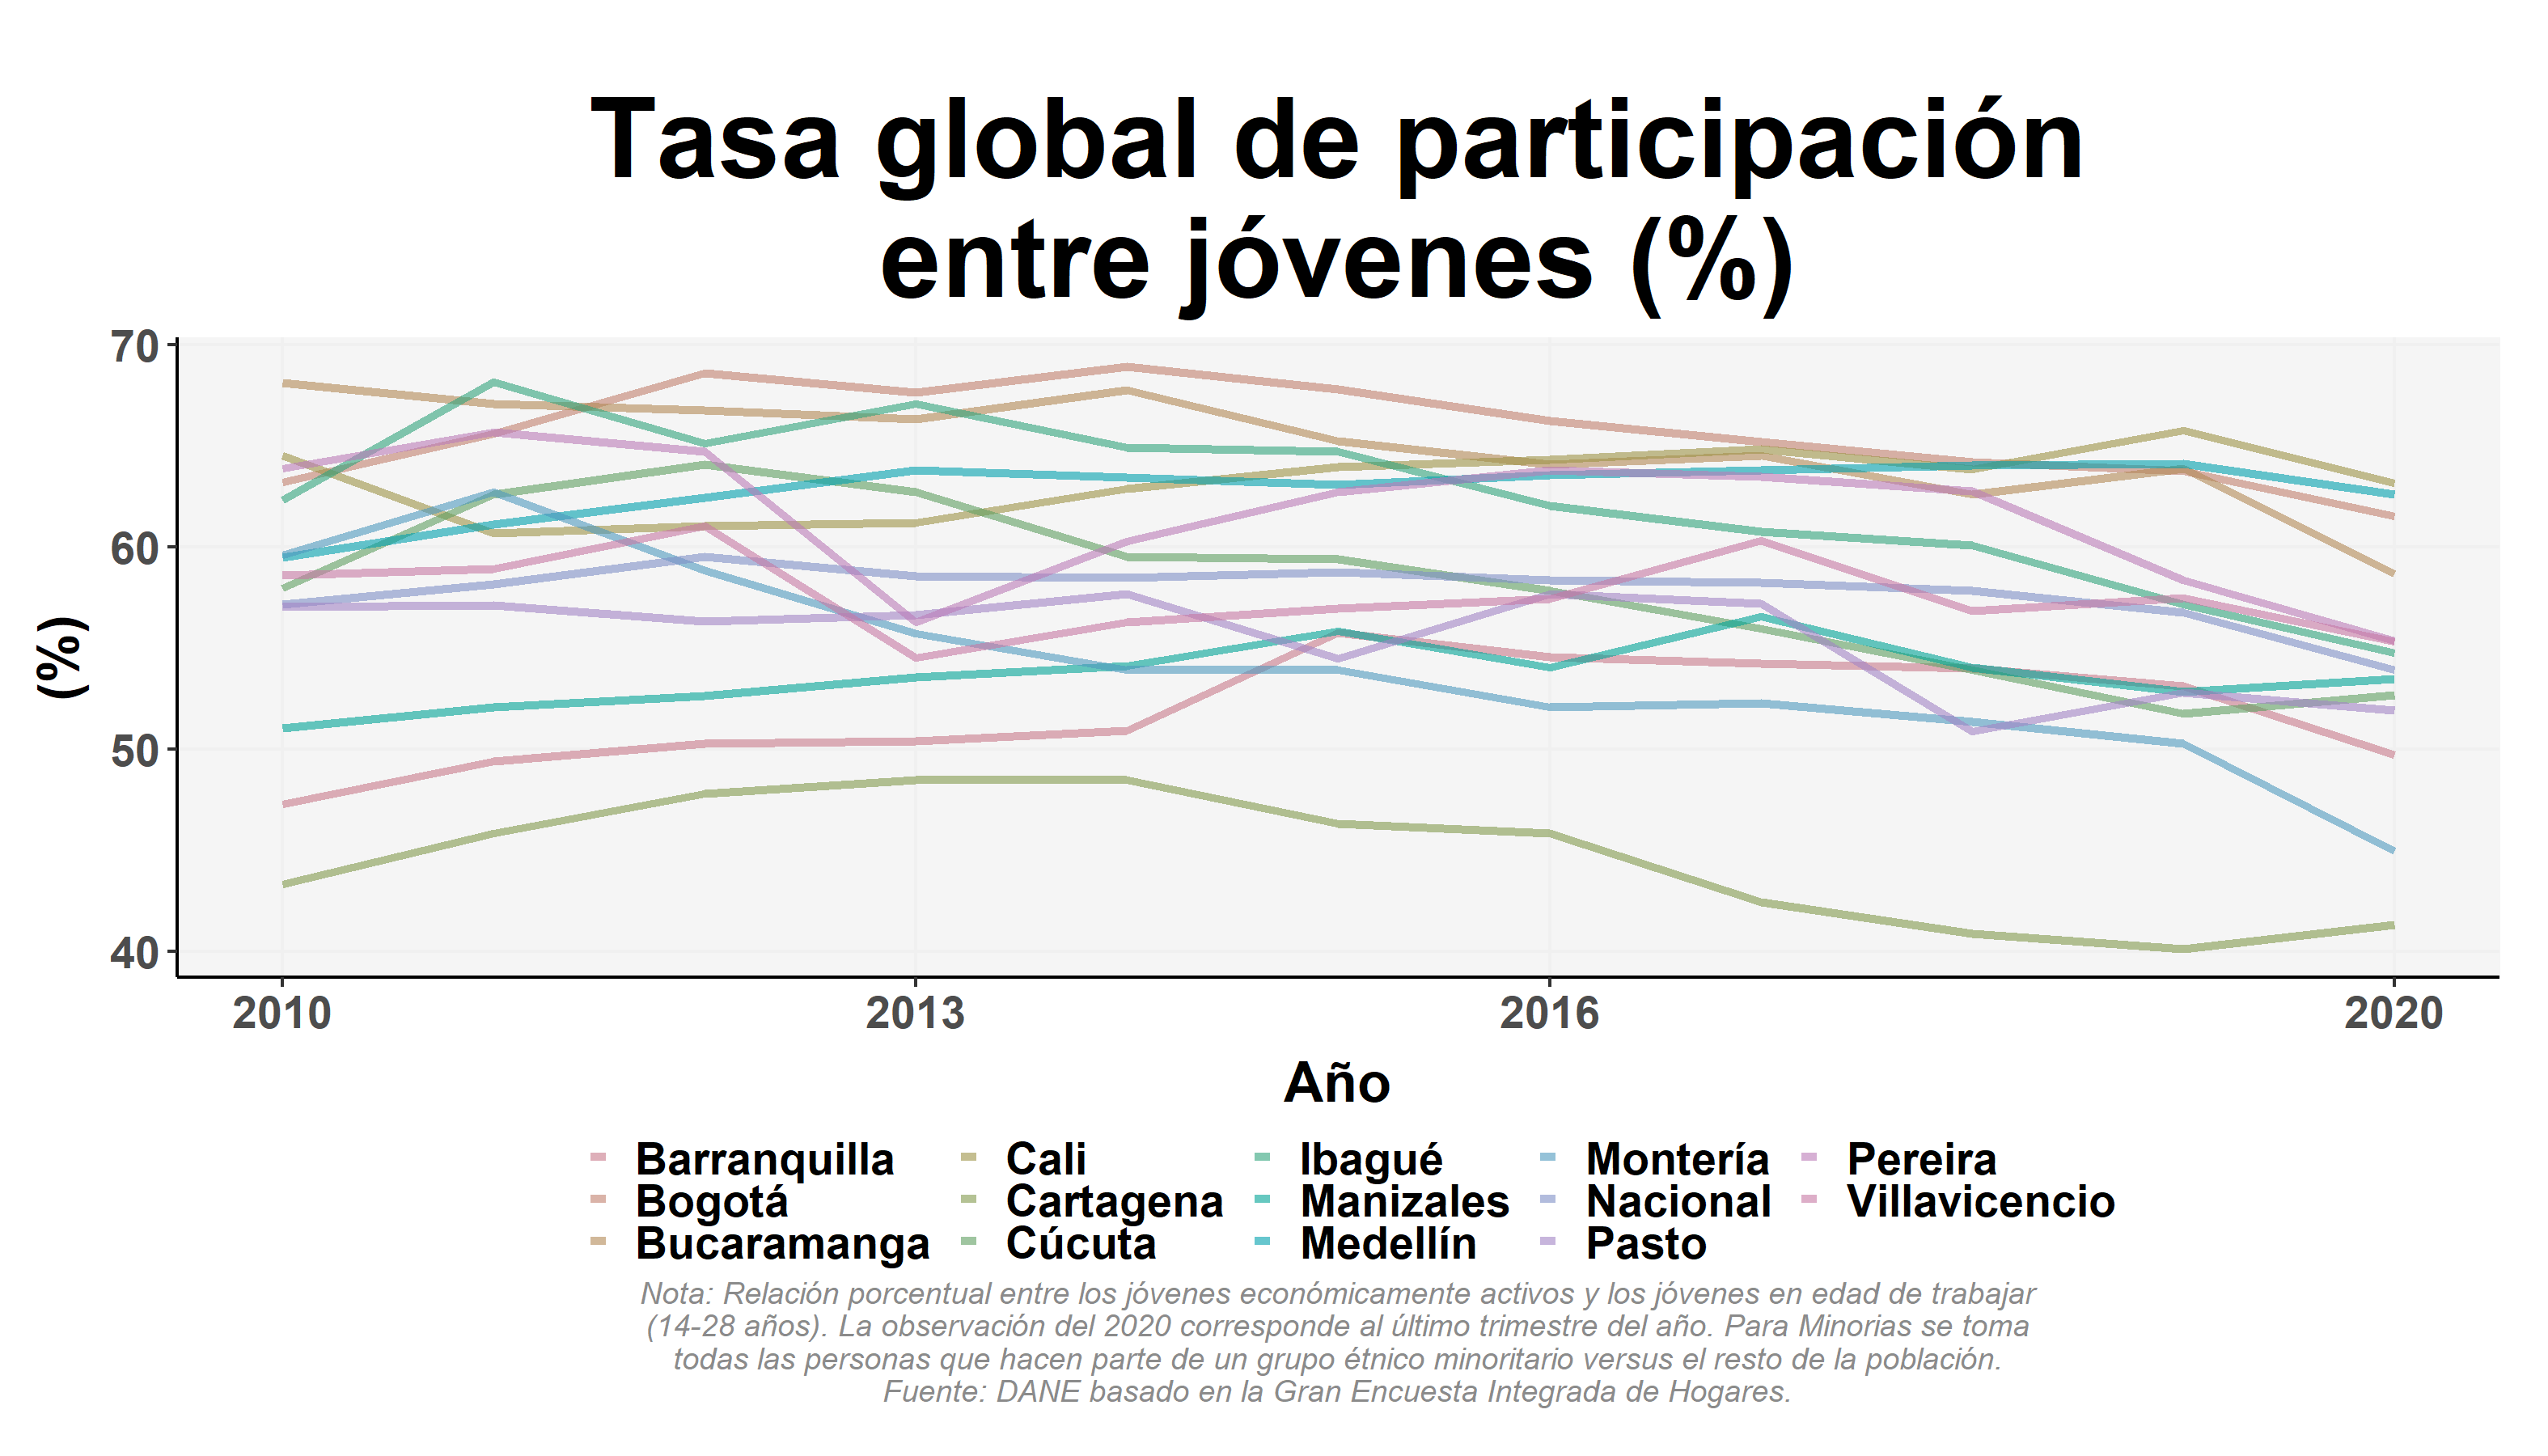 Tasa global de participación
entre jóvenes (%)
(%)
70
60
50
40
2010 2013 2016 2020
Año
Barranquilla Cali Ibagué Montería Pereira
Bogotá Cartagena Manizales Nacional Villavicencio
Bucaramanga Cúcuta Medellín Pasto
Nota: Relación porcentual entre los jóvenes económicamente activos y los jóvenes en edad de trabajar
(14-28 años). La observación del 2020 corresponde al último trimestre del año. Para Minorias se toma
todas las personas que hacen parte de un grupo étnico minoritario versus el resto de la población.
Fuente: DANE basado en la Gran Encuesta Integrada de Hogares.